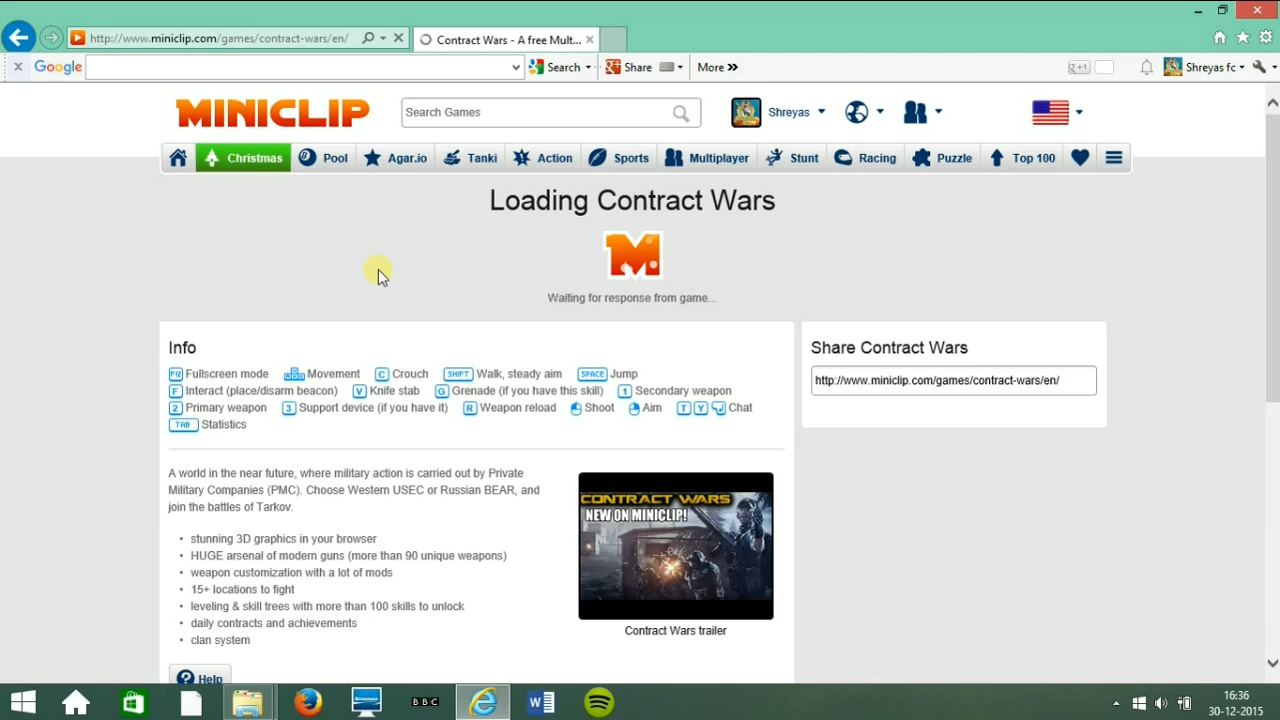 http://www.miniclip.com/games/contract-wars/en/
Contract Wars - A free Mult...
Google
Search
Share
More »
+1
Shreyas fc
MINICLIP
Search Games
Shreyas
Christmas
Pool
Agar.io
Tanki
Action
Sports
Multiplayer
Stunt
Racing
Puzzle
Top 100
Loading Contract Wars
M
Waiting for response from game...
Info
F12 Fullscreen mode Movement C Crouch SHIFT Walk, steady aim SPACE Jump
F Interact (place/disarm beacon) V Knife stab G Grenade (if you have this skill) 1 Secondary weapon
2 Primary weapon 3 Support device (if you have it) R Weapon reload Shoot Aim T Y Chat
TAB Statistics
Share Contract Wars
http://www.miniclip.com/games/contract-wars/en/
A world in the near future, where military action is carried out by Private
Military Companies (PMC). Choose Western USEC or Russian BEAR, and
join the battles of Tarkov.
• stunning 3D graphics in your browser
• HUGE arsenal of modern guns (more than 90 unique weapons)
• weapon customization with a lot of mods
• 15+ locations to fight
• leveling & skill trees with more than 100 skills to unlock
• daily contracts and achievements
• clan system
CONTRACT WARS
NEW ON MINICLIP!
Contract Wars trailer
? Help
BBC
16:36
30-12-2015